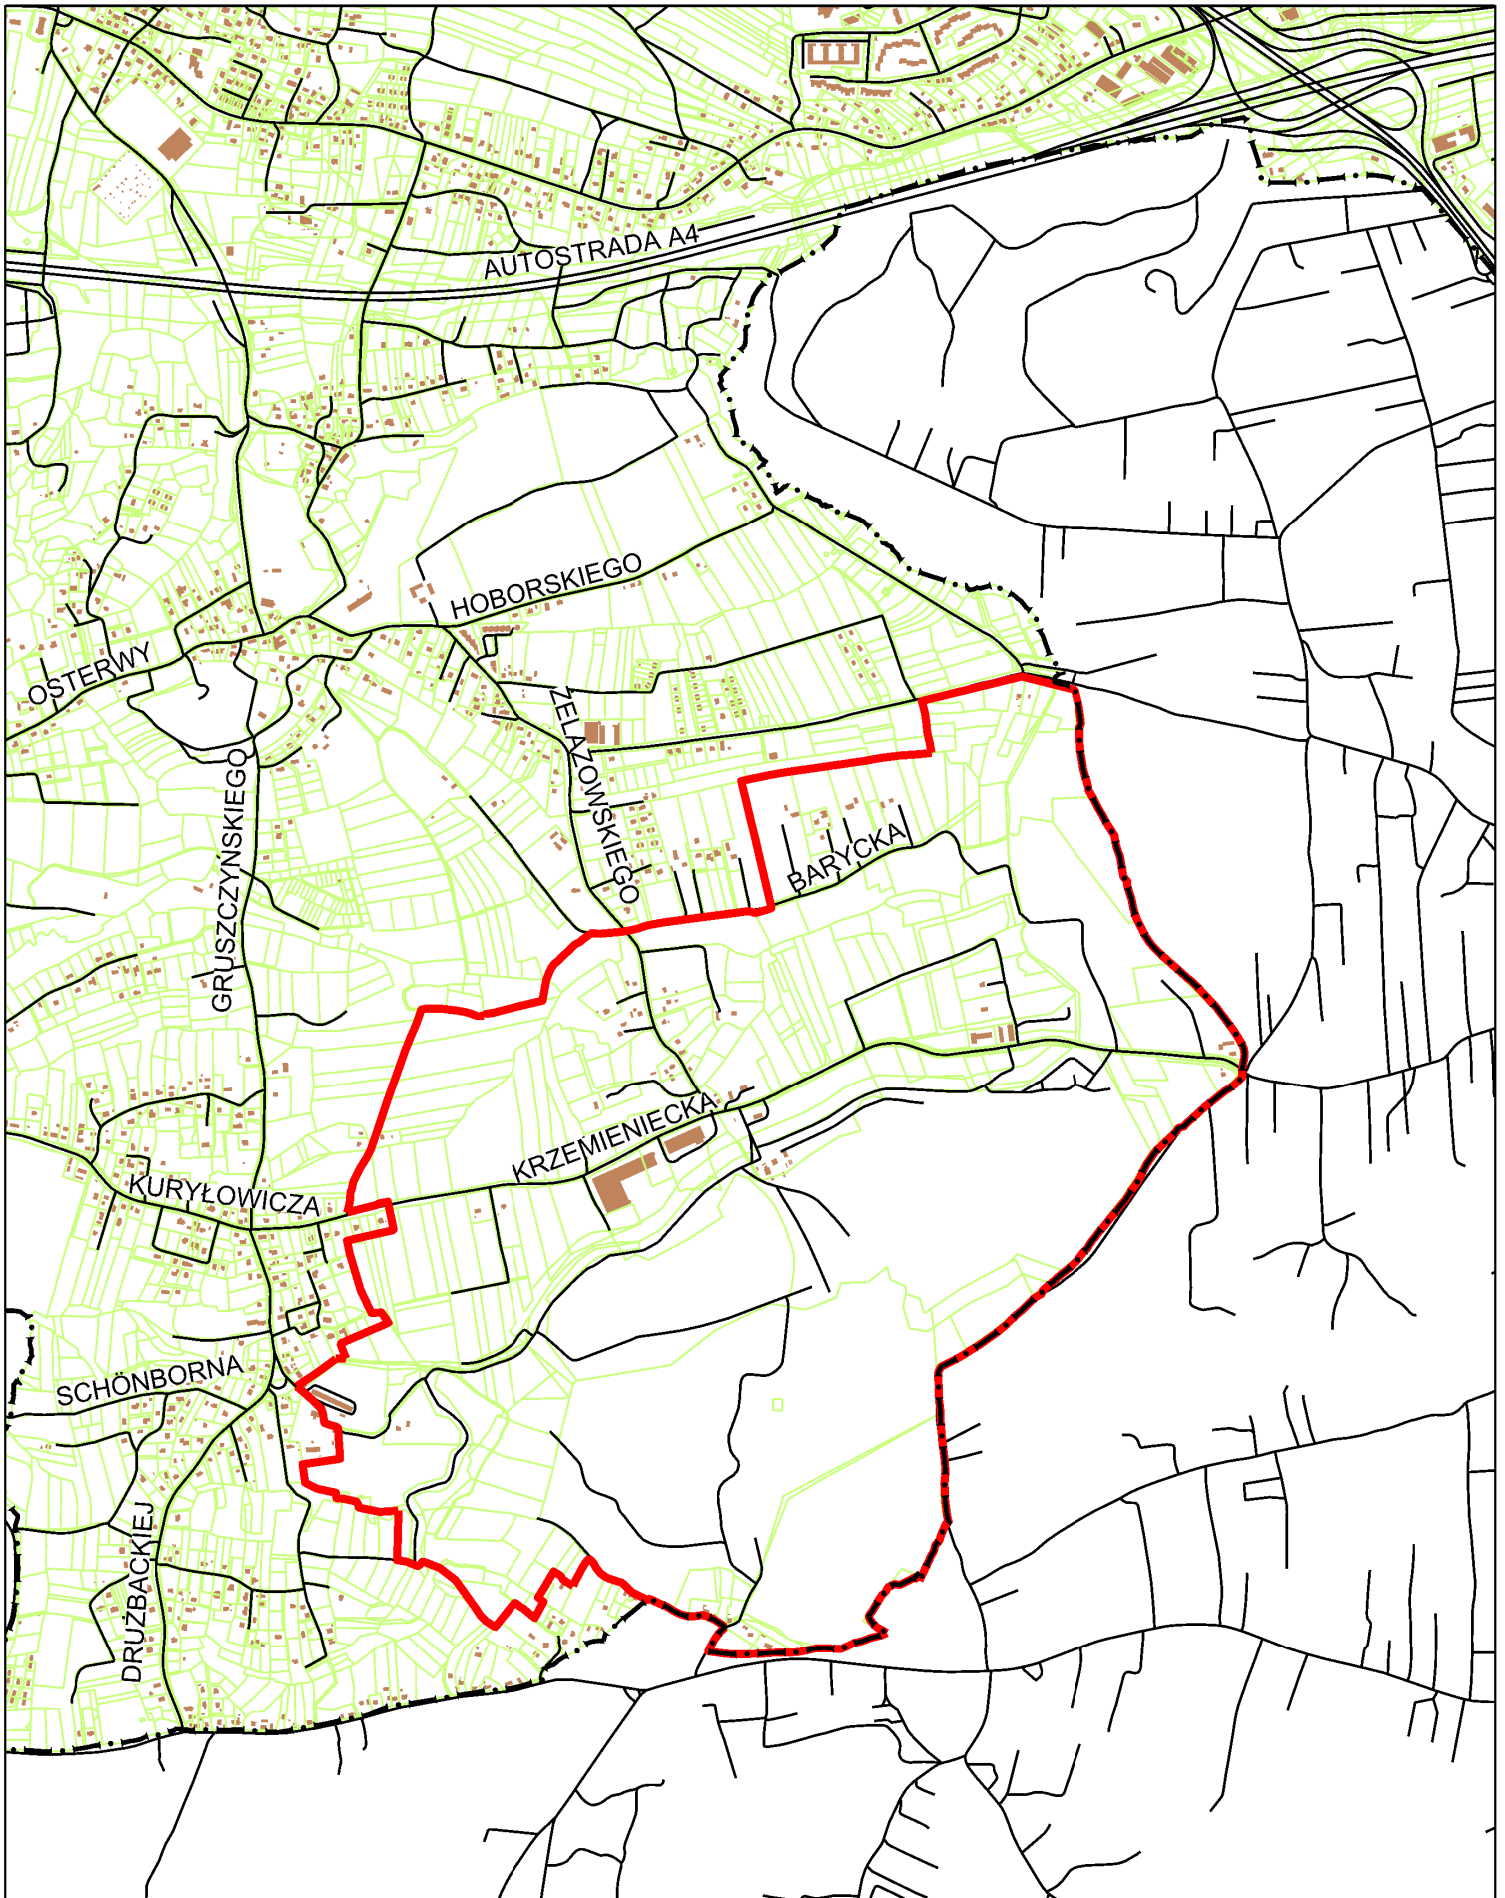 AUTOSTRADA A4
HOBORSKIEGO
OSTERWY
ŻELAZOWSKIEGO
GRUSZCZYŃSKIEGO
BARYCKA
KRZEMIENIECKA
KURYŁOWICZA
SCHÖNBORNA
DRUŻBACKIEJ